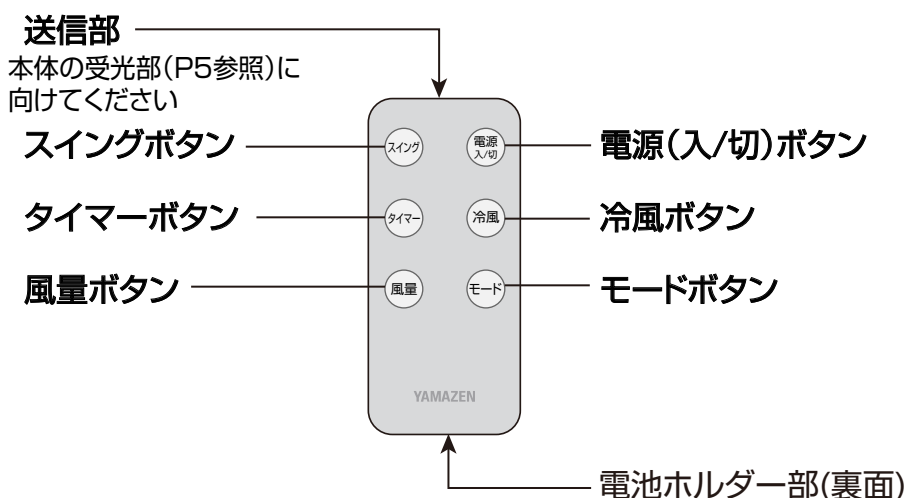 送信部
本体の受光部(P5参照)に
向けてください
スイングボタン
タイマーボタン
風量ボタン
スイング
電源
入/切
タイマー
冷風
風量
モード
YAMAZEN
電源(入/切)ボタン
冷風ボタン
モードボタン
電池ホルダー部(裏面)